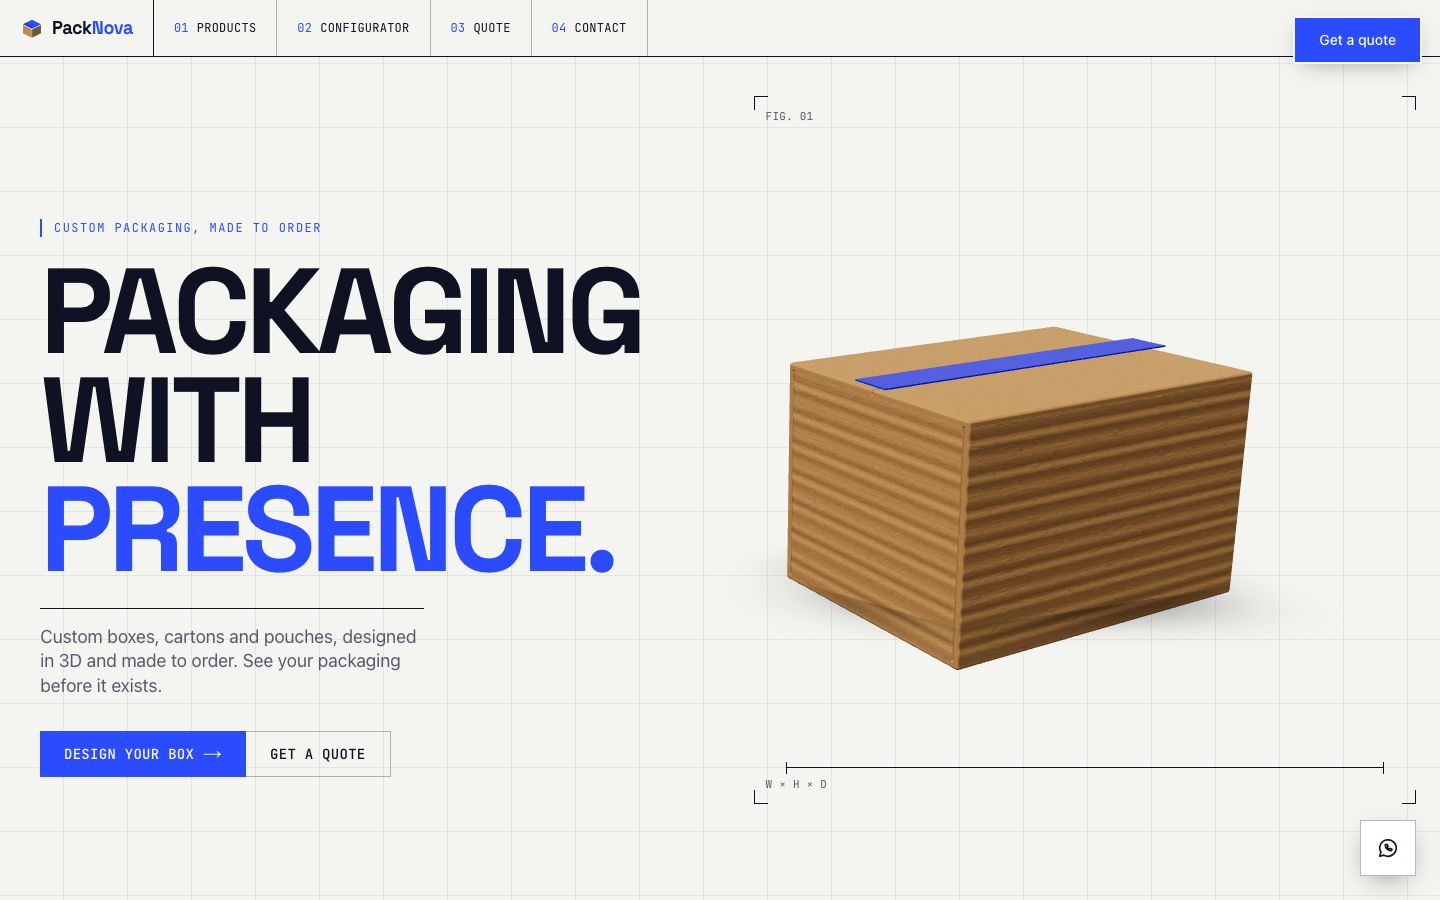 PackNova
01 PRODUCTS
02 CONFIGURATOR
03 QUOTE
04 CONTACT
Get a quote
FIG. 01
CUSTOM PACKAGING, MADE TO ORDER
PACKAGING
WITH
PRESENCE.
Custom boxes, cartons and pouches, designed
in 3D and made to order. See your packaging
before it exists.
DESIGN YOUR BOX →
GET A QUOTE
W × H × D